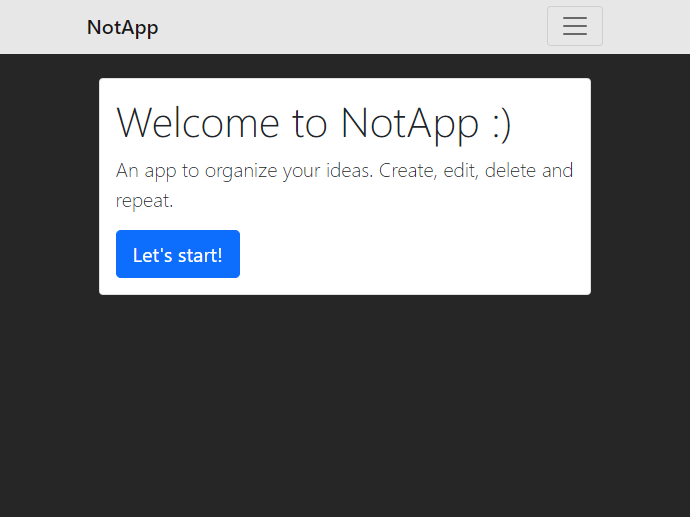 NotApp
Welcome to NotApp :)
An app to organize your ideas. Create, edit, delete and
repeat.
Let's start!